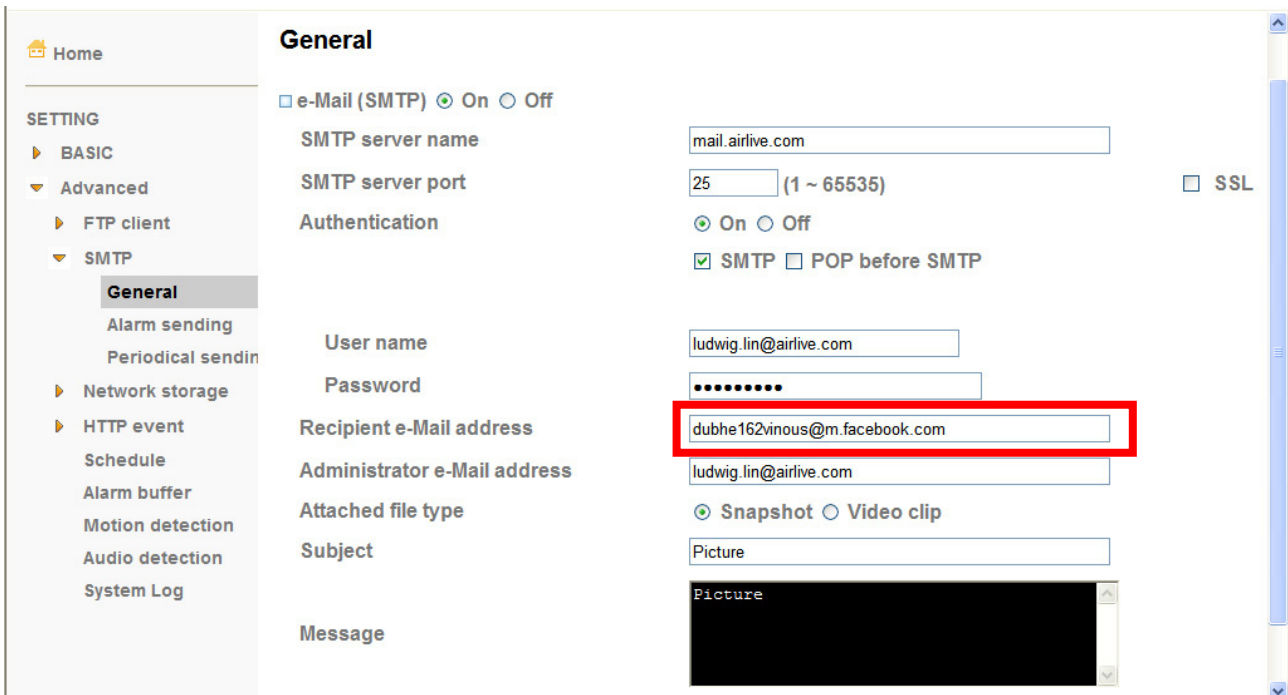 Home
SETTING
BASIC
Advanced
FTP client
SMTP
General
Alarm sending
Periodical sendin
Network storage
HTTP event
Schedule
Alarm buffer
Motion detection
Audio detection
System Log
General
e-Mail (SMTP) On Off
SMTP server name mail.airlive.com
SMTP server port 25 (1 ~ 65535) SSL
Authentication On Off
SMTP POP before SMTP
User name ludwig.lin@airlive.com
Password •••••••••
Recipient e-Mail address dubhe162vinous@m.facebook.com
Administrator e-Mail address ludwig.lin@airlive.com
Attached file type Snapshot Video clip
Subject Picture
Message Picture